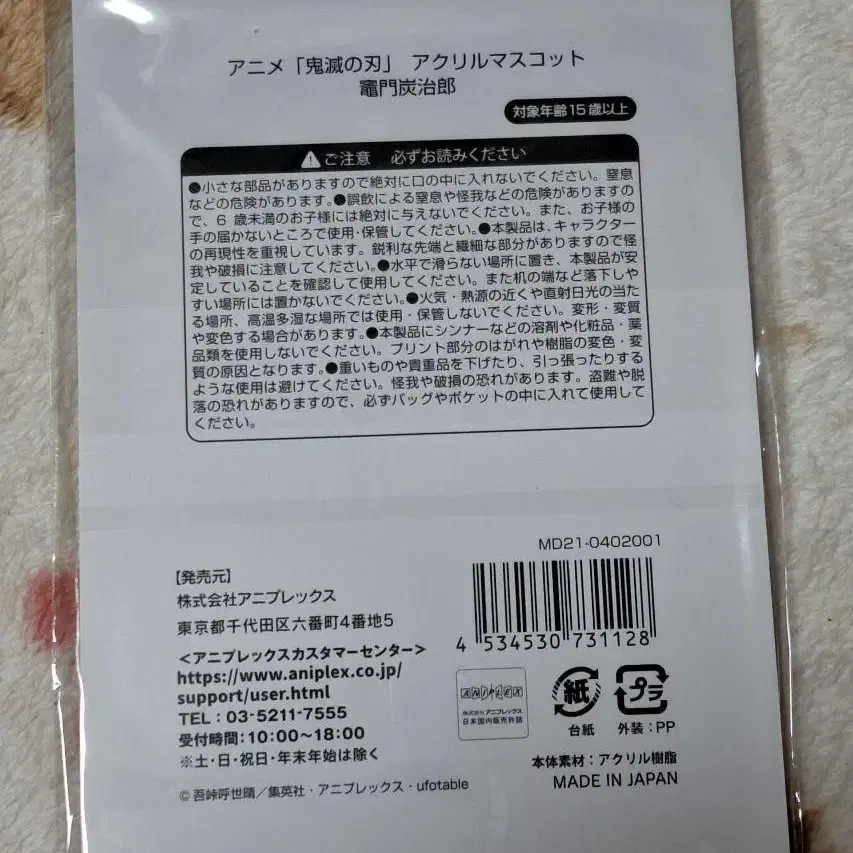 アニメ「鬼滅の刃」 アクリルマスコット
竈門炭治郎
対象年齢15歳以上
ご注意 必ずお読みください
●小さな部品がありますので絶対に口の中に入れないでください。窒息
などの危険があります。●誤飲による窒息や怪我などの危険があります
ので、6 歳未満のお子様には絶対に与えないでください。また、お子様の
手の届かないところで使用・保管してください。●本製品は、キャラクター
の再現性を重視しています。鋭利な先端と繊細な部分がありますので怪
我や破損に注意してください。●水平で滑らない場所に置き、本製品が安
定していることを確認して使用してください。また机の端など落下しや
すい場所には置かないでください。●火気・熱源の近くや直射日光の当た
る場所、高温多湿な場所では使用・保管しないでください。変形・変質
や変色する場合があります。●本製品にシンナーなどの溶剤や化粧品・薬
品類を使用しないでください。プリント部分のはがれや樹脂の変色・変
質の原因となります。●重いものや貴重品を下げたり、引っ張ったりする
ような使用は避けてください。怪我や破損の恐れがあります。盗難や脱
落の恐れがありますので、必ずバッグやポケットの中に入れて使用して
ください。
MD21-0402001
4 534530 731128
【発売元】
株式会社アニプレックス
東京都千代田区六番町4番地5
<アニプレックスカスタマーセンター>
https://www.aniplex.co.jp/
support/user.html
TEL : 03-5211-7555
受付時間 : 10:00〜18:00
※土・日・祝日・年末年始は除く
ANIPLEX
株式会社 アニプレックス
日本国内販売許諾
紙
台紙
プラ
外装 : PP
本体素材 : アクリル樹脂
MADE IN JAPAN
© 吾峠呼世晴／集英社・アニプレックス・ufotable